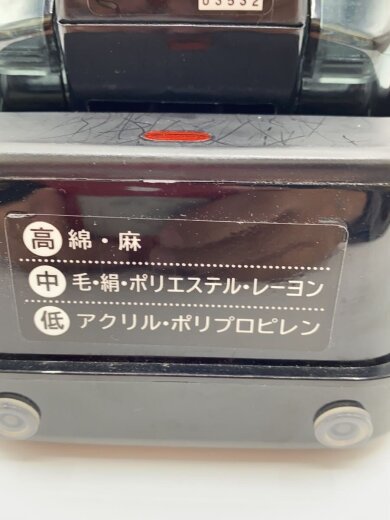 03532
高 綿・麻
中 毛・絹・ポリエステル・レーヨン
低 アクリル・ポリプロピレン